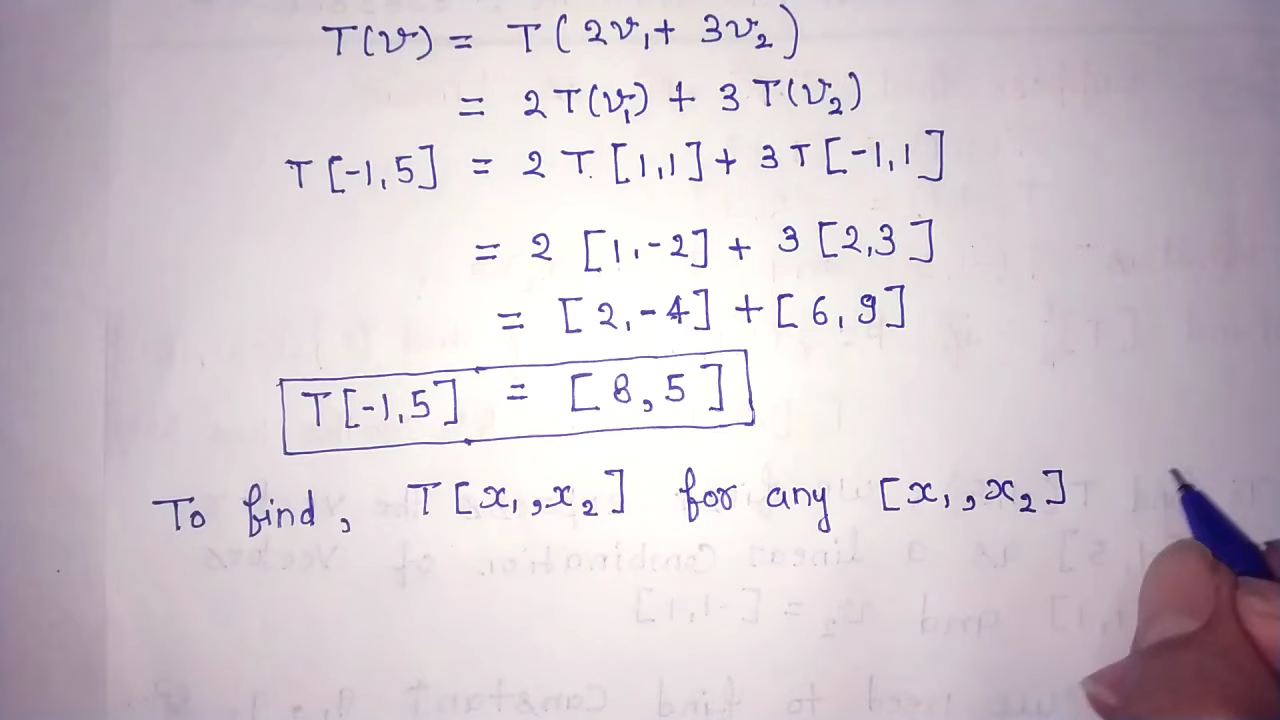 T(v) = T(2v₁ + 3v₂)
= 2T(v₁) + 3T(v₂)
T[-1,5] = 2T[1,1] + 3T[-1,1]
= 2 [1,-2] + 3 [2,3]
= [2,-4] + [6,9]
T[-1,5] = [8,5]
To find, T[x₁,x₂] for any [x₁,x₂]